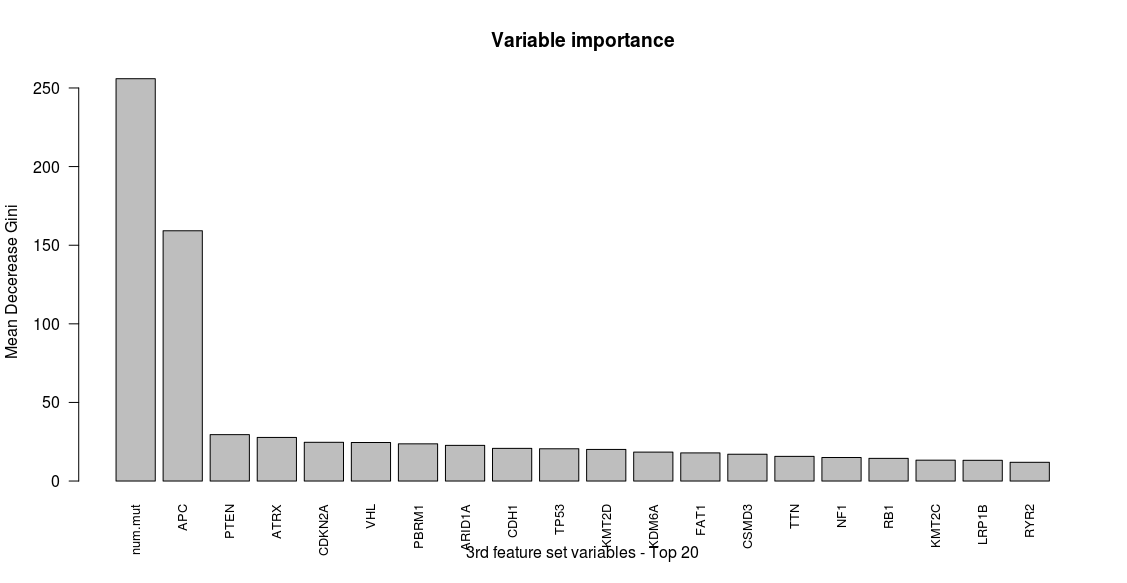 Variable importance
Mean Decerease Gini
250
200
150
100
50
0
num.mut
APC
PTEN
ATRX
CDKN2A
VHL
PBRM1
ARID1A
CDH1
TP53
KMT2D
KDM6A
FAT1
CSMD3
TTN
NF1
RB1
KMT2C
LRP1B
RYR2
3rd feature set variables - Top 20